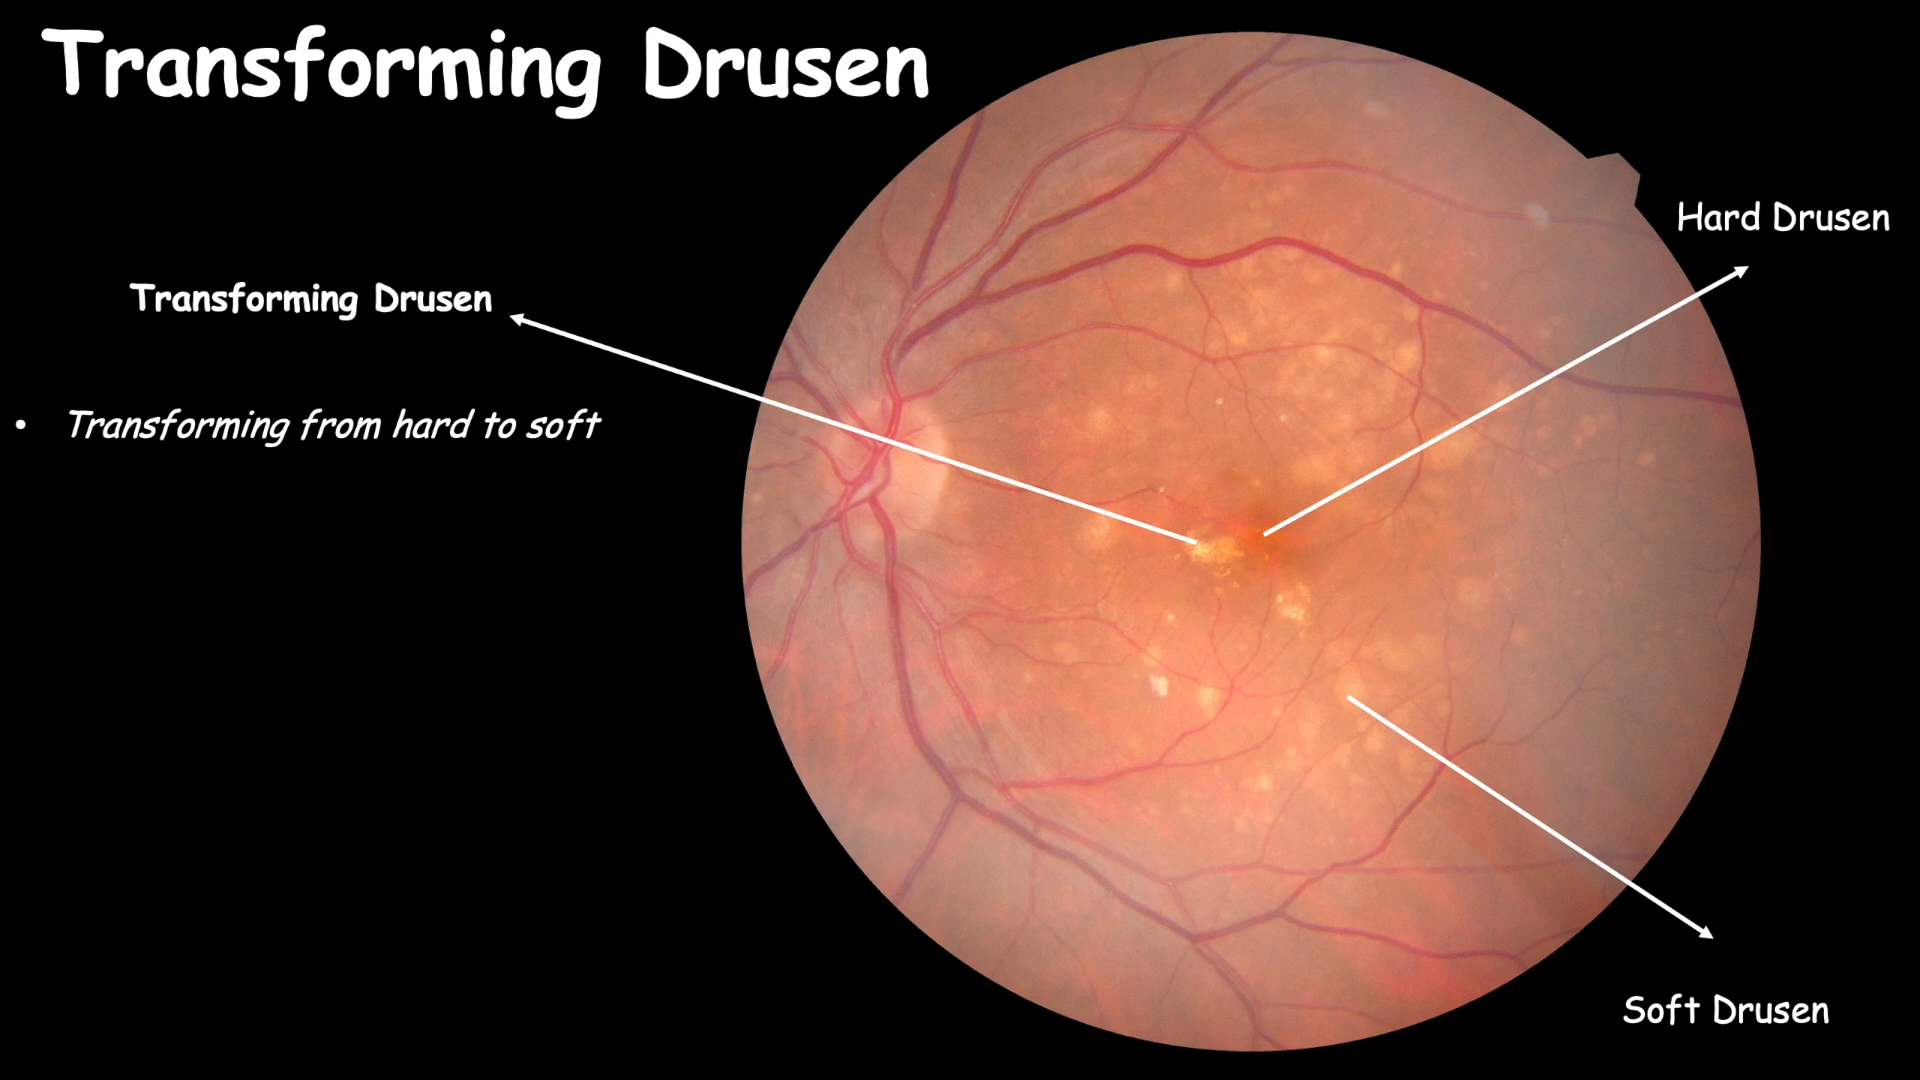 Transforming Drusen
Hard Drusen
Transforming Drusen
• Transforming from hard to soft
Soft Drusen